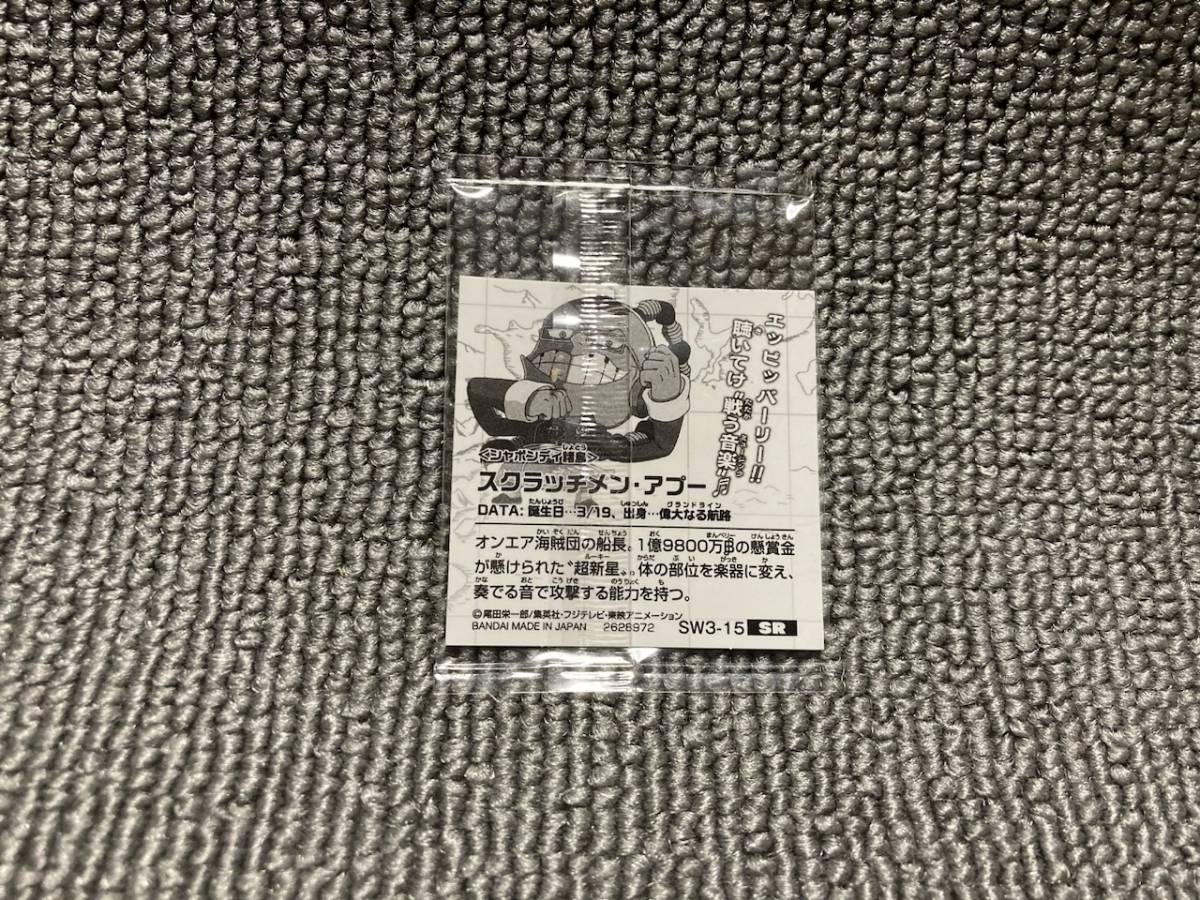 エッビッバーリー!!
聴いてけ"戦う音楽"♬
<シャボンディ諸島>
スクラッチメン・アプー
DATA: 誕生日…3/19、出身…偉大なる航路
オンエア海賊団の船長。1億9800万の懸賞金
が懸けられた〝超新星〟。体の部位を楽器に変え、
奏でる音で攻撃する能力を持つ。
©尾田栄一郎/集英社・フジテレビ・東映アニメーション
BANDAI MADE IN JAPAN 2628972 SW3-15 SR